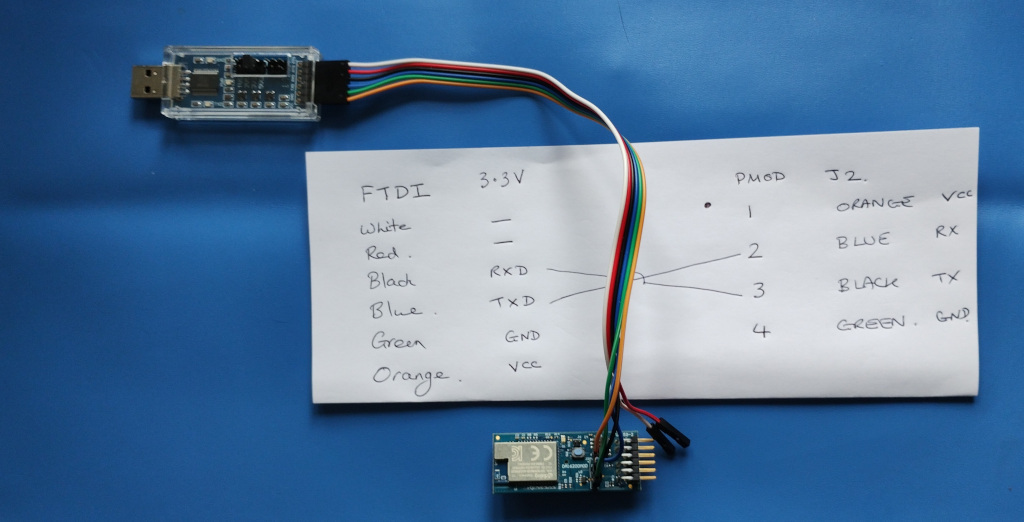 FTDI 3.3V PMOD J2.
White — • 1 ORANGE VCC
Red. — 2 BLUE RX
Black RXD 3 BLACK TX
Blue. TXD 4 GREEN. GND
Green GND
Orange. VCC
CE